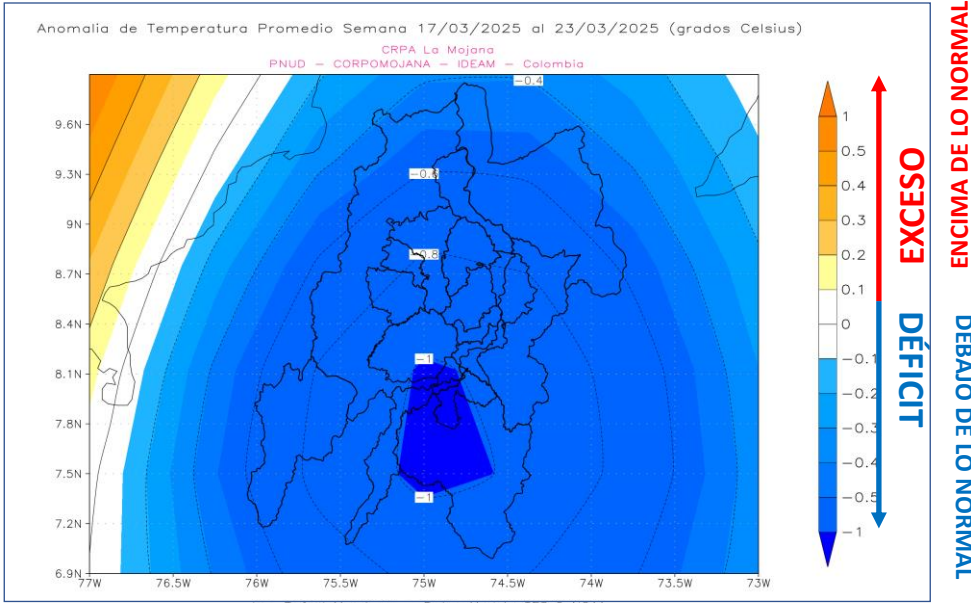 Anomalía de Temperatura Promedio Semana 17/03/2025 al 23/03/2025 (grados Celsius)
CRPA La Mojana
PNUD – CORPOMOJANA – IDEAM – Colombia
9.6N
9.3N
9N
8.7N
8.4N
8.1N
7.8N
7.5N
7.2N
6.9N
77W
76.5W
76W
75.5W
75W
74.5W
74W
73.5W
73W
−0.4
−0.8
−1
−1
1
0.5
0.4
0.3
0.2
0.1
0
−0.1
−0.2
−0.3
−0.4
−0.5
−1
EXCESO
DÉFICIT
ENCIMA DE LO NORMAL
DEBAJO DE LO NORMAL